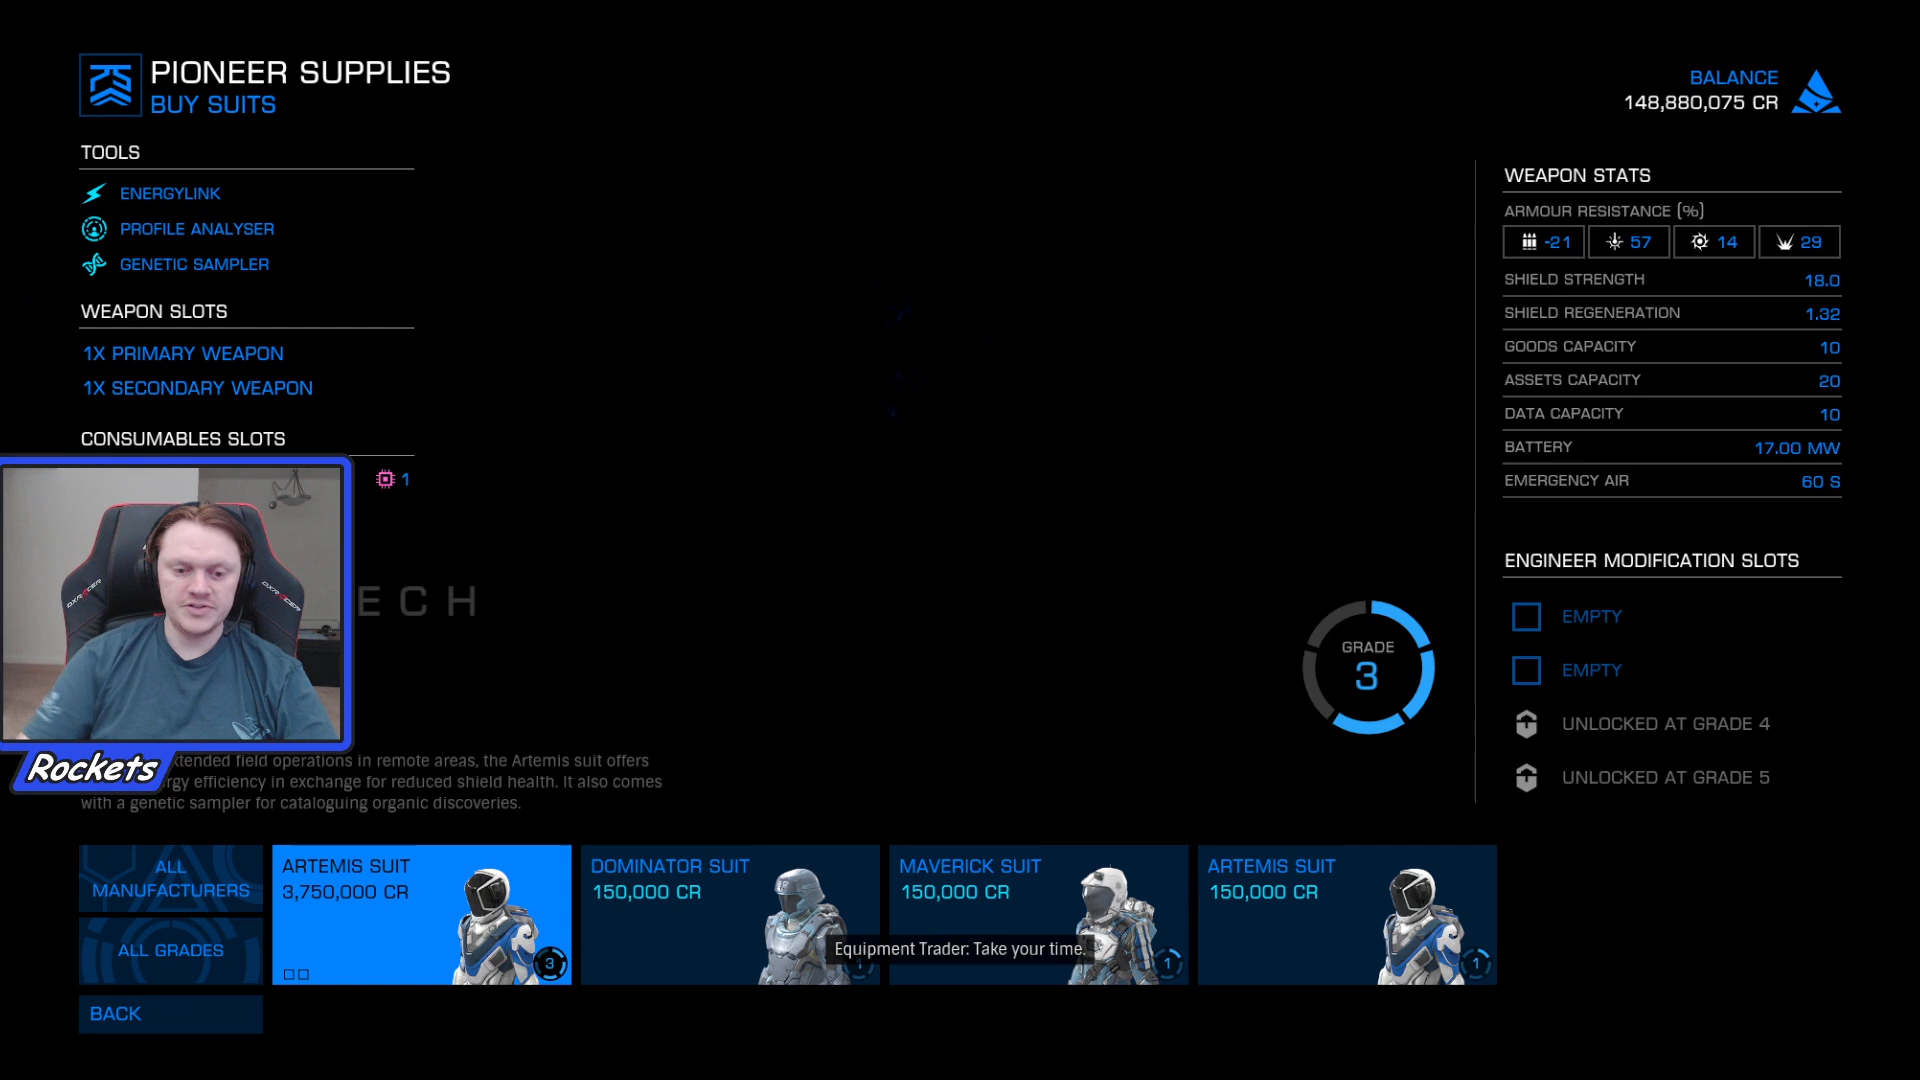 PIONEER SUPPLIES
BUY SUITS
BALANCE
148,880,075 CR
TOOLS
ENERGYLINK
PROFILE ANALYSER
GENETIC SAMPLER
WEAPON SLOTS
1X PRIMARY WEAPON
1X SECONDARY WEAPON
CONSUMABLES SLOTS
1
DXRACER
DXRACER
ECH
Rockets
xtended field operations in remote areas, the Artemis suit offers
rgy efficiency in exchange for reduced shield health. It also comes
with a genetic sampler for cataloguing organic discoveries.
GRADE
3
WEAPON STATS
ARMOUR RESISTANCE (%)
-21 57 14 29
SHIELD STRENGTH 18.0
SHIELD REGENERATION 1.32
GOODS CAPACITY 10
ASSETS CAPACITY 20
DATA CAPACITY 10
BATTERY 17.00 MW
EMERGENCY AIR 60 S
ENGINEER MODIFICATION SLOTS
EMPTY
EMPTY
UNLOCKED AT GRADE 4
UNLOCKED AT GRADE 5
ALL
MANUFACTURERS
ALL GRADES
BACK
ARTEMIS SUIT
3,750,000 CR
3
DOMINATOR SUIT
150,000 CR
1
MAVERICK SUIT
150,000 CR
1
ARTEMIS SUIT
150,000 CR
1
Equipment Trader: Take your time.